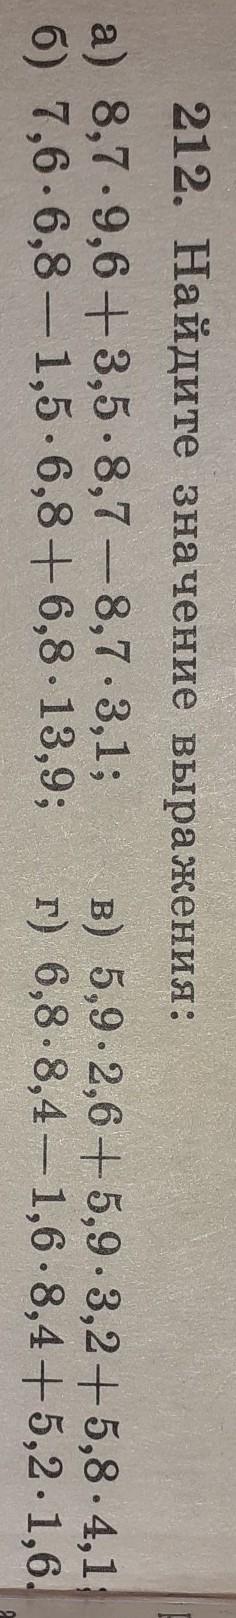 212. Найдите значение выражения:
а) 8,7·9,6+3,5·8,7−8,7·3,1; в) 5,9·2,6+5,9·3,2+5,8·4,1;
б) 7,6·6,8−1,5·6,8+6,8·13,9; г) 6,8·8,4−1,6·8,4+5,2·1,6.